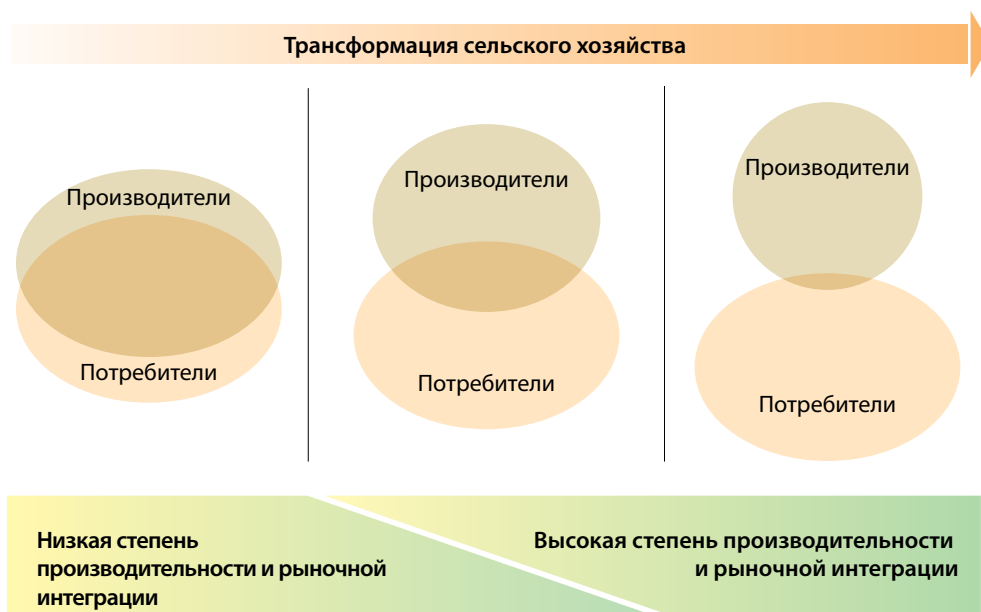 Трансформация сельского хозяйства
Производители
Потребители
Производители
Потребители
Производители
Потребители
Низкая степень
производительности и рыночной
интеграции
Высокая степень производительности
и рыночной интеграции